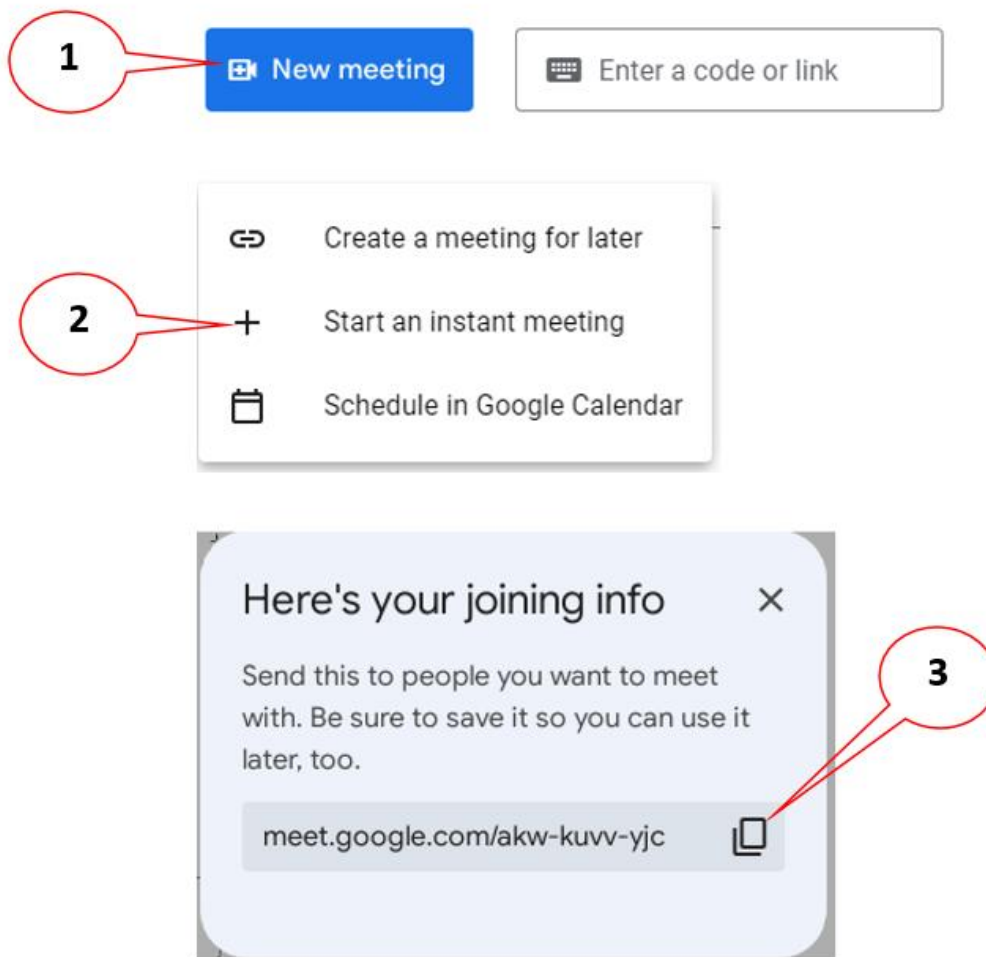 1
New meeting
Enter a code or link
Create a meeting for later
2
Start an instant meeting
Schedule in Google Calendar
Here's your joining info
3
Send this to people you want to meet
with. Be sure to save it so you can use it
later, too.
meet.google.com/akw-kuvv-yjc